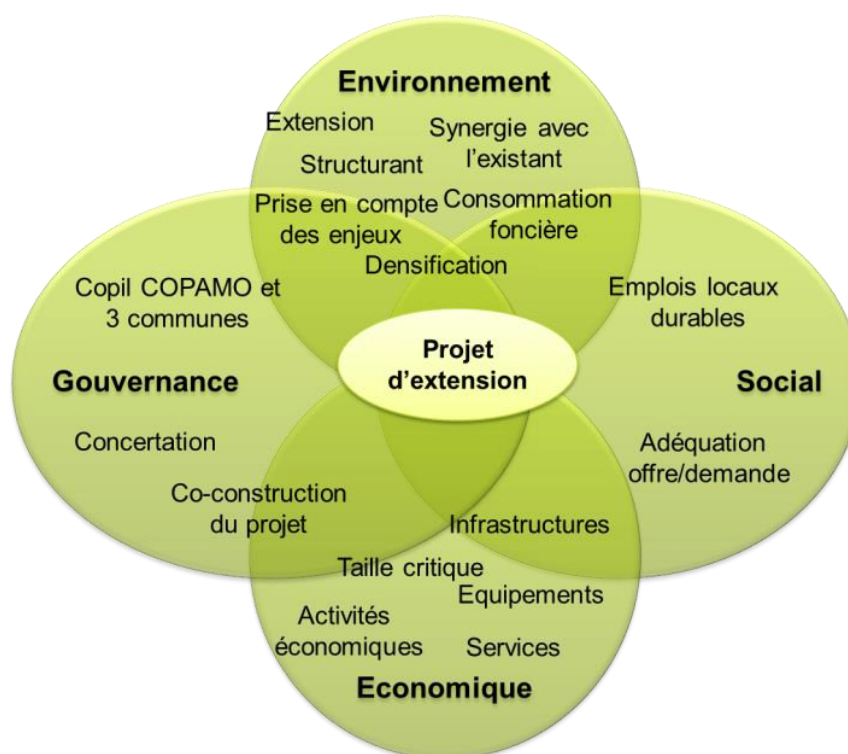 Environnement
Extension
Synergie avec
l'existant
Structurant
Prise en compte
des enjeux
Consommation
foncière
Densification
Copil COPAMO et
3 communes
Emplois locaux
durables
Projet
d'extension
Gouvernance
Social
Concertation
Adéquation
offre/demande
Co-construction
du projet
Infrastructures
Taille critique
Equipements
Activités
économiques
Services
Economique